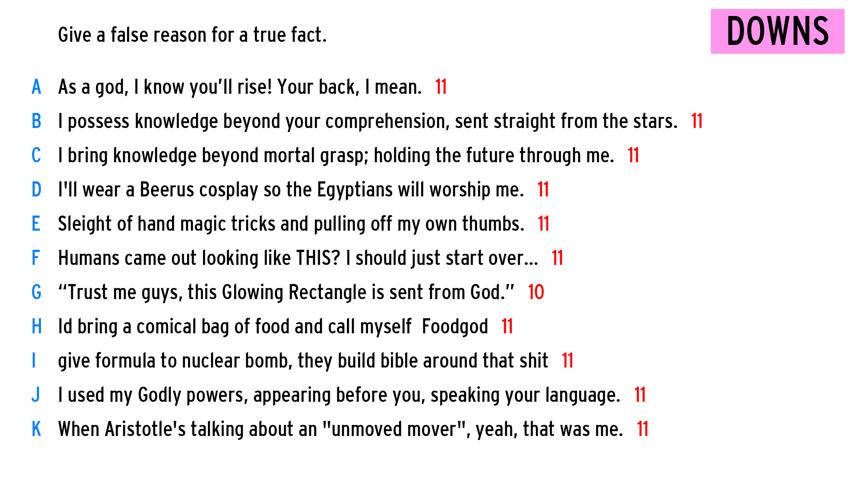 Give a false reason for a true fact.
DOWNS
A As a god, I know you’ll rise! Your back, I mean. 11
B I possess knowledge beyond your comprehension, sent straight from the stars. 11
C I bring knowledge beyond mortal grasp; holding the future through me. 11
D I'll wear a Beerus cosplay so the Egyptians will worship me. 11
E Sleight of hand magic tricks and pulling off my own thumbs. 11
F Humans came out looking like THIS? I should just start over... 11
G “Trust me guys, this Glowing Rectangle is sent from God.” 10
H Id bring a comical bag of food and call myself Foodgod 11
I give formula to nuclear bomb, they build bible around that shit 11
J I used my Godly powers, appearing before you, speaking your language. 11
K When Aristotle's talking about an "unmoved mover", yeah, that was me. 11